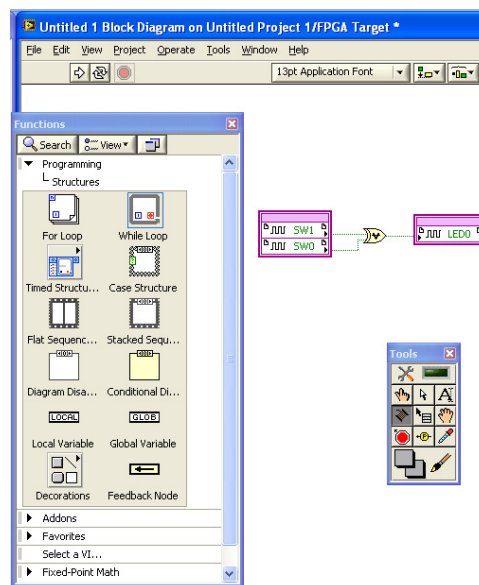 Untitled 1 Block Diagram on Untitled Project 1/FPGA Target *
File Edit View Project Operate Tools Window Help
13pt Application Font
Functions
Search View
Programming
Structures
For Loop While Loop
Timed Structu... Case Structure
Flat Sequenc... Stacked Sequ...
Diagram Disa... Conditional Di...
LOCAL GLOB
Local Variable Global Variable
Decorations Feedback Node
Addons
Favorites
Select a VI...
Fixed-Point Math
SW1
SW0
LED0
Tools
A
P